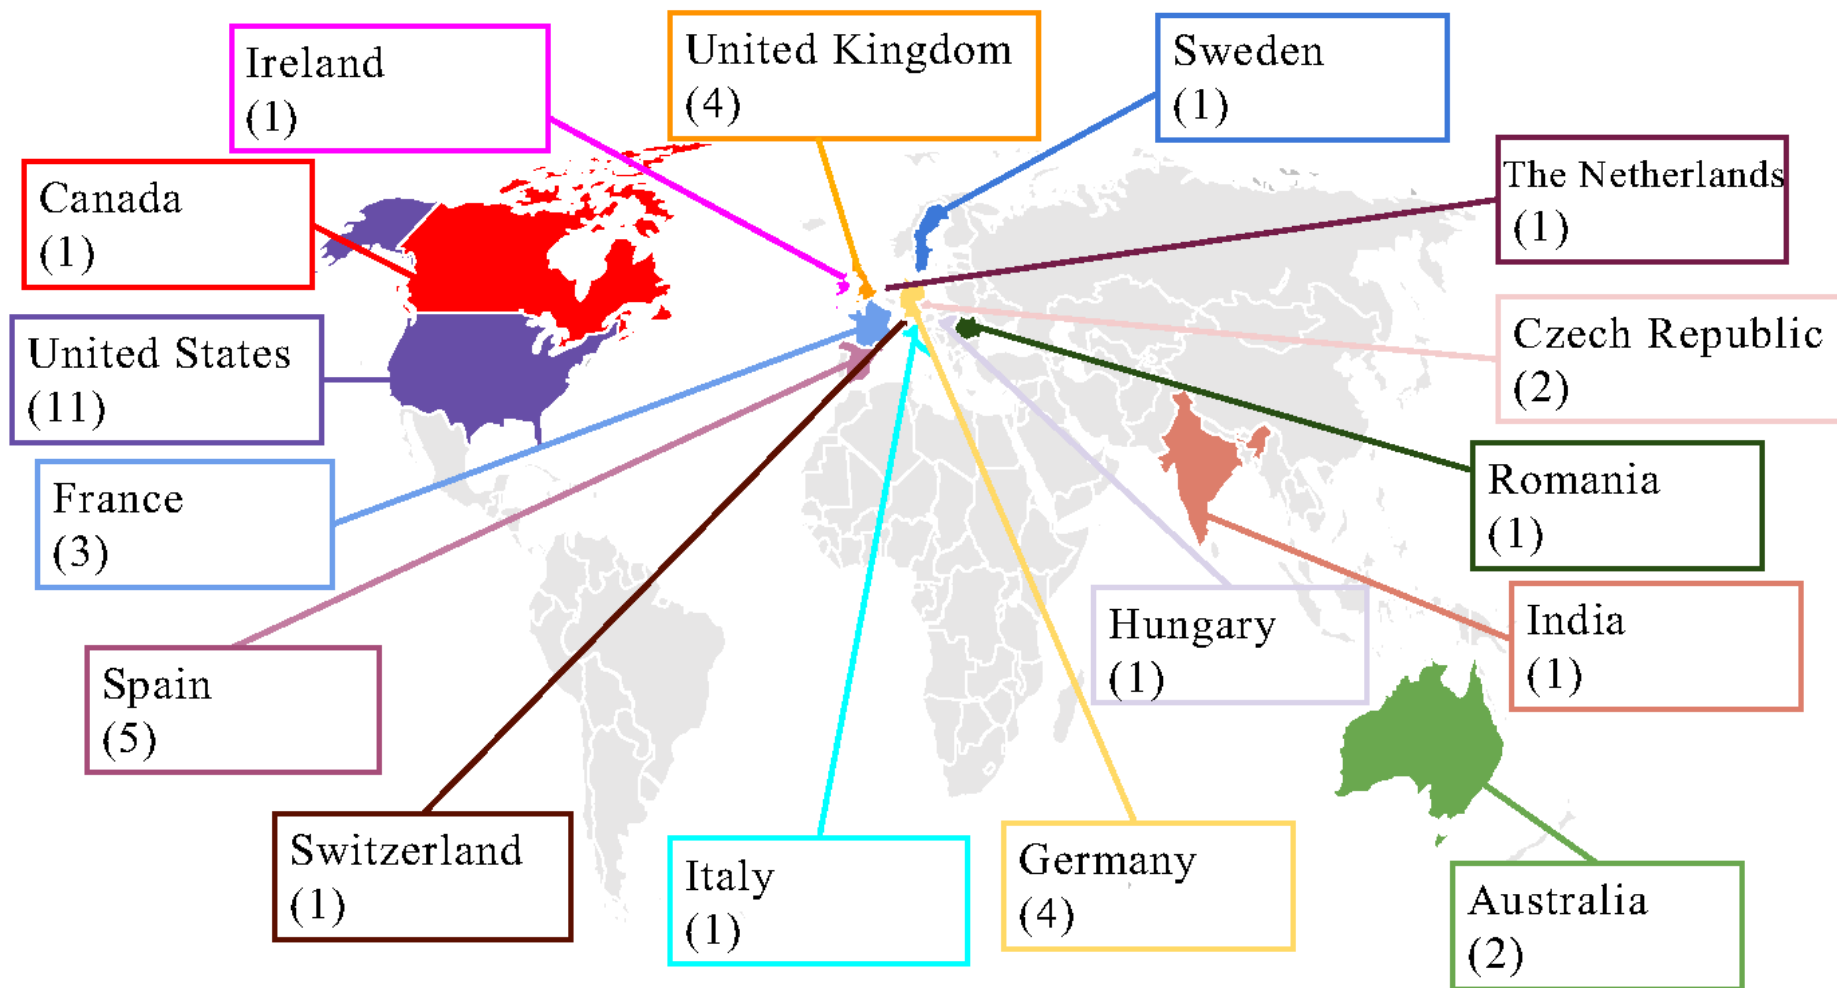 Ireland
(1)
United Kingdom
(4)
Sweden
(1)
The Netherlands
(1)
Canada
(1)
Czech Republic
(2)
United States
(11)
Romania
(1)
France
(3)
India
(1)
Hungary
(1)
Spain
(5)
Switzerland
(1)
Italy
(1)
Germany
(4)
Australia
(2)